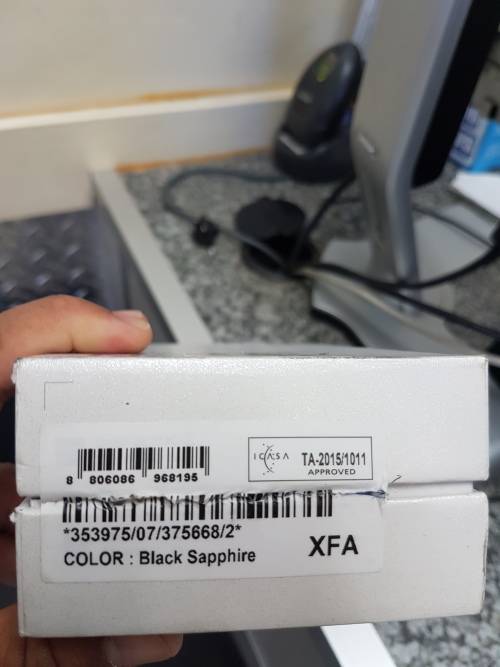 8 806086 968195
ICASA
TA-2015/1011
APPROVED
*353975/07/375668/2*
COLOR : Black Sapphire
XFA